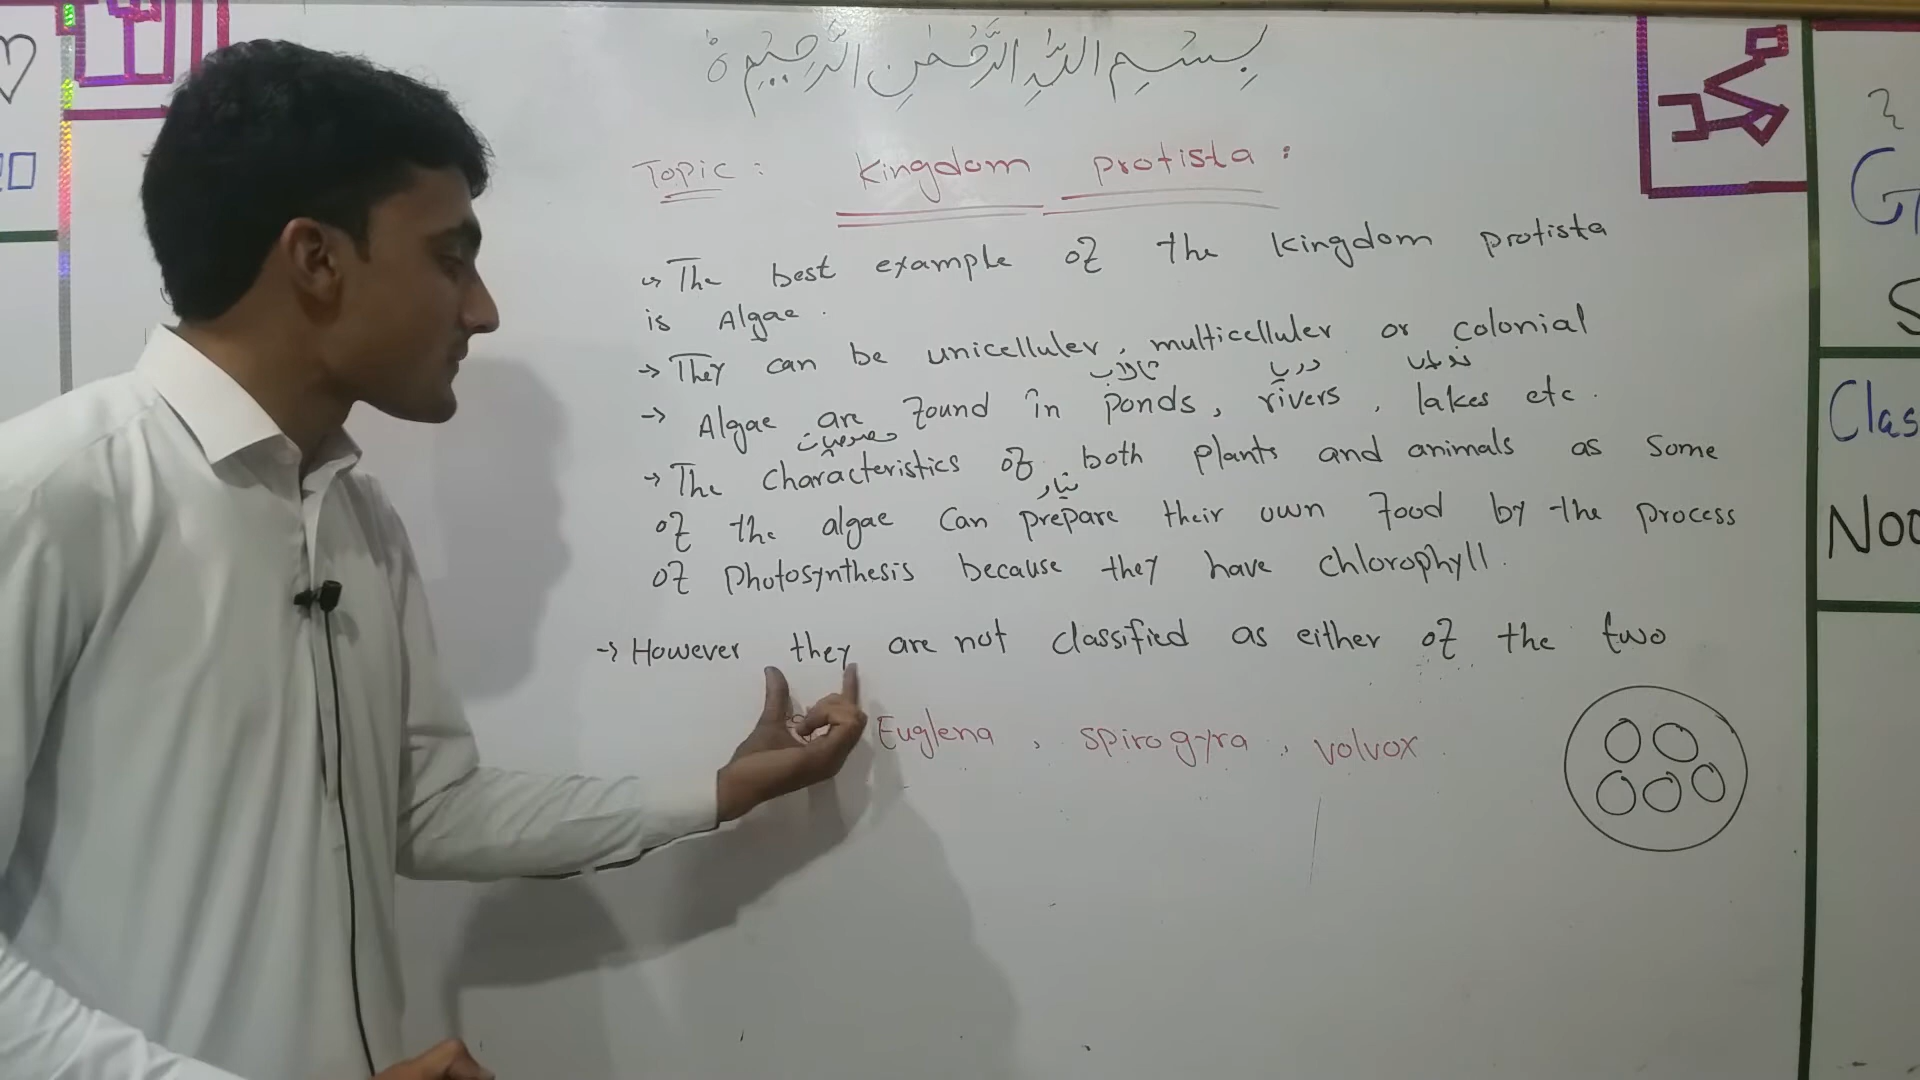 بِسْمِ اللّٰهِ الرَّحْمٰنِ الرَّحِيْمِ ة
Topic : Kingdom protista :
↪ The best example of the kingdom protista
is Algae .
→ They can be unicelluler , multicelluler or colonial
تالاب دریا ندیاں
→ Algae are found in ponds , rivers , lakes etc .
خصوصیات
→ The characteristics of both plants and animals as some
تیار
of the algae can prepare their own food by the process
of photosynthesis because they have chlorophyll .
→ However they are not classified as either of the two
Euglena , spirogyra , volvox
Clas
Noo